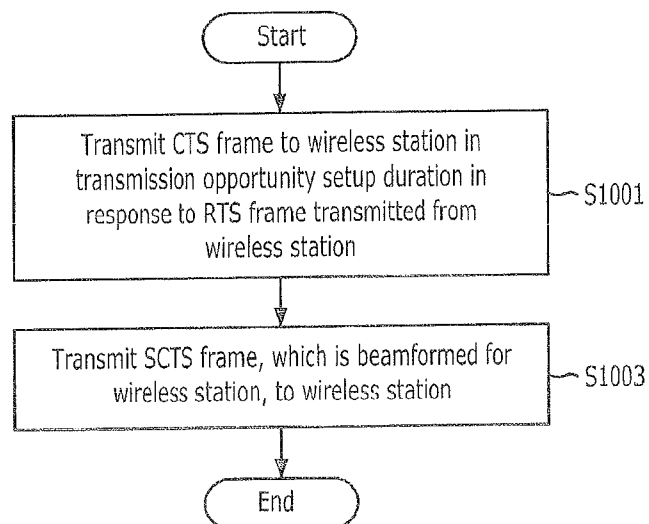 Start
Transmit CTS frame to wireless station in
transmission opportunity setup duration in
response to RTS frame transmitted from
wireless station
S1001
Transmit SCTS frame, which is beamformed for
wireless station, to wireless station
S1003
End